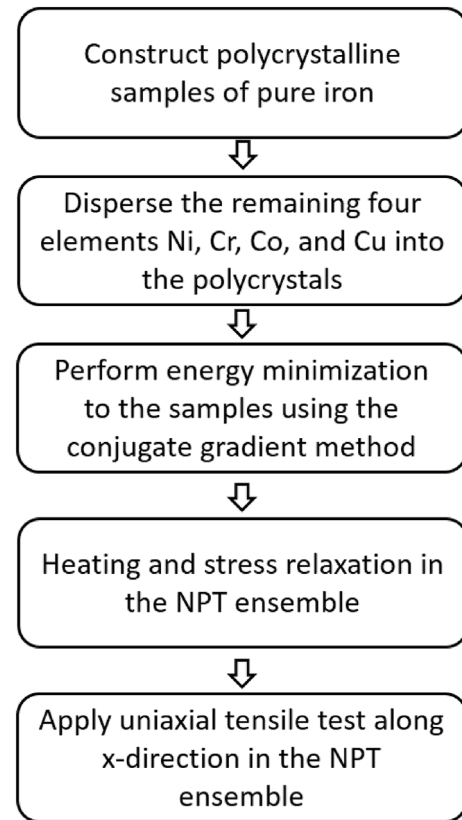 Construct polycrystalline
samples of pure iron
Disperse the remaining four
elements Ni, Cr, Co, and Cu into
the polycrystals
Perform energy minimization
to the samples using the
conjugate gradient method
Heating and stress relaxation in
the NPT ensemble
Apply uniaxial tensile test along
x-direction in the NPT
ensemble